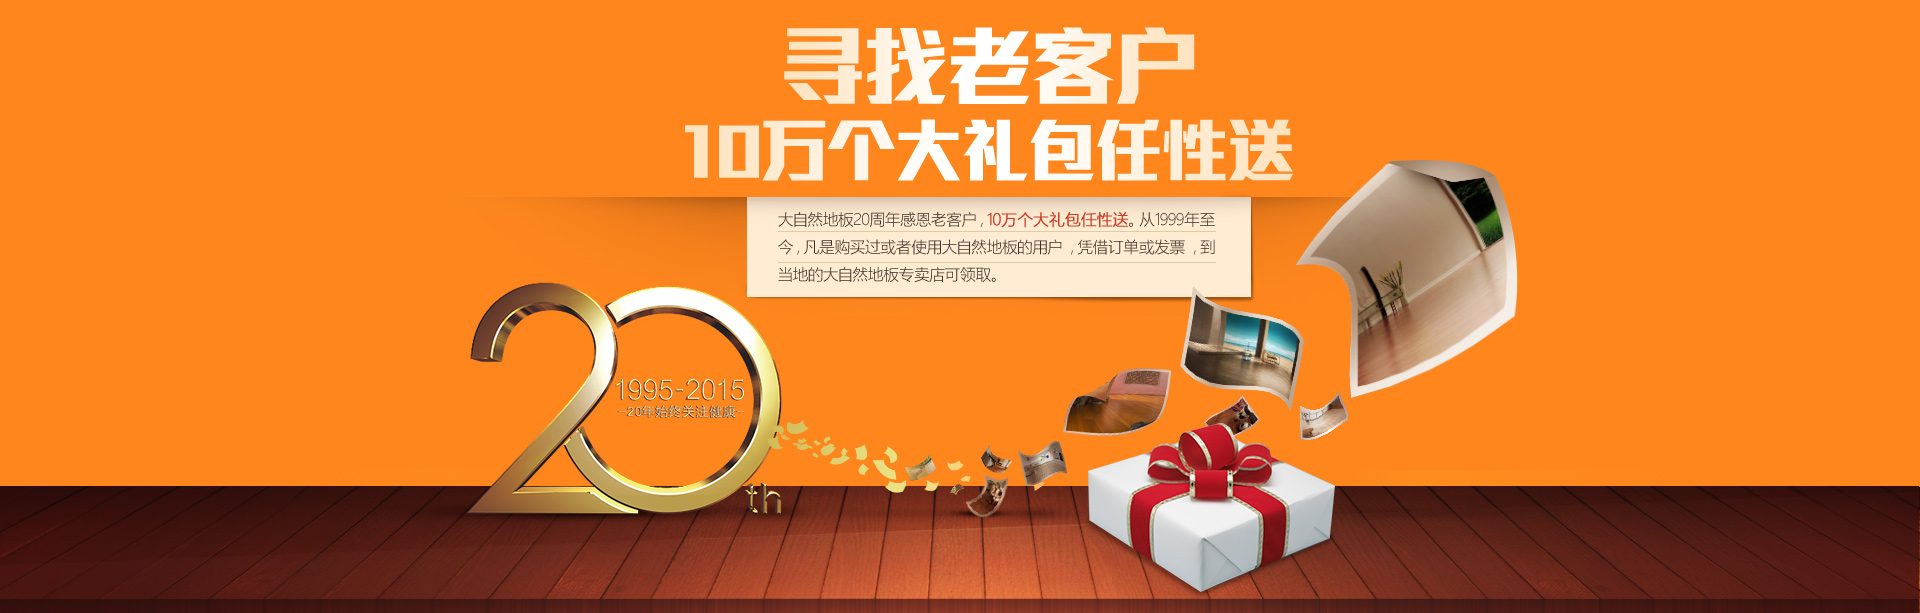 寻找老客户
10万个大礼包任性送
大自然地板20周年感恩老客户，10万个大礼包任性送。从1999年至
今，凡是购买过或者使用大自然地板的用户，凭借订单或发票，到
当地的大自然地板专卖店可领取。
20
1995-2015
20年始终关注健康
th